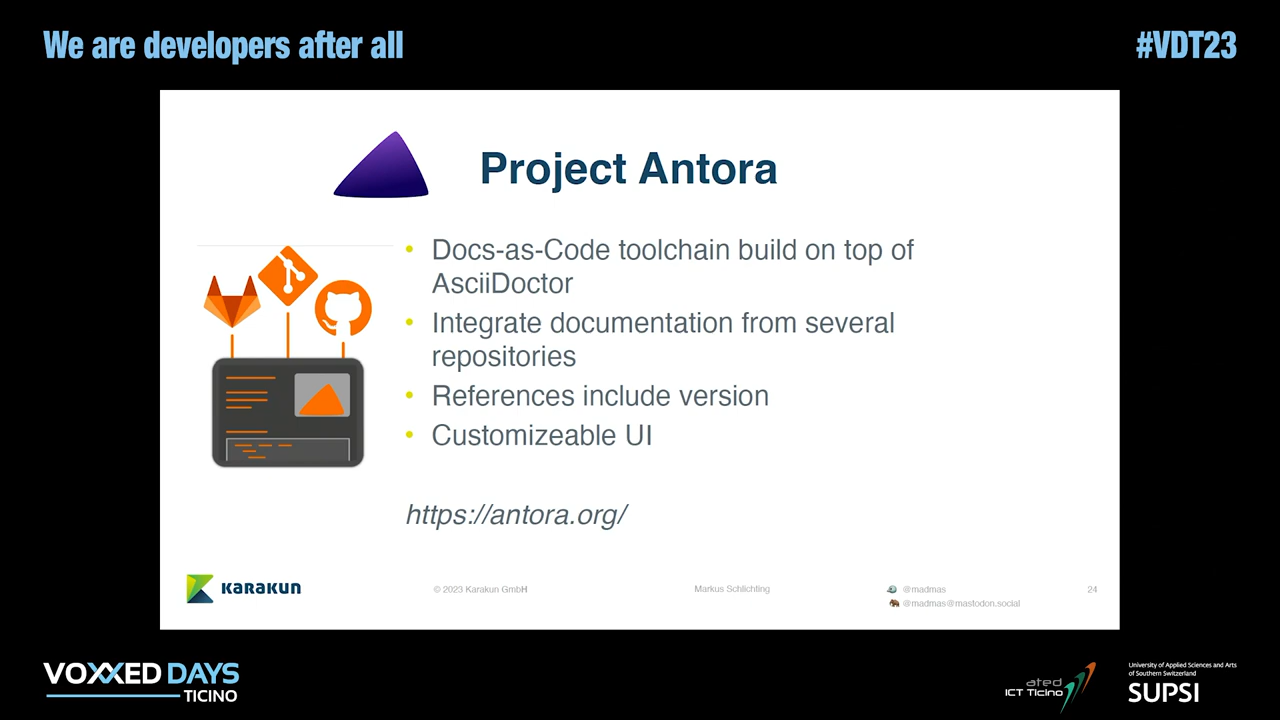 We are developers after all
#VDT23
Project Antora
• Docs-as-Code toolchain build on top of
AsciiDoctor
• Integrate documentation from several
repositories
• References include version
• Customizeable UI
https://antora.org/
KARAKUN
© 2023 Karakun GmbH
Markus Schlichting
@madmas
@madmas@mastodon.social
24
VOXXED DAYS
TICINO
ated
ICT Ticino
University of Applied Sciences and Arts
of Southern Switzerland
SUPSI